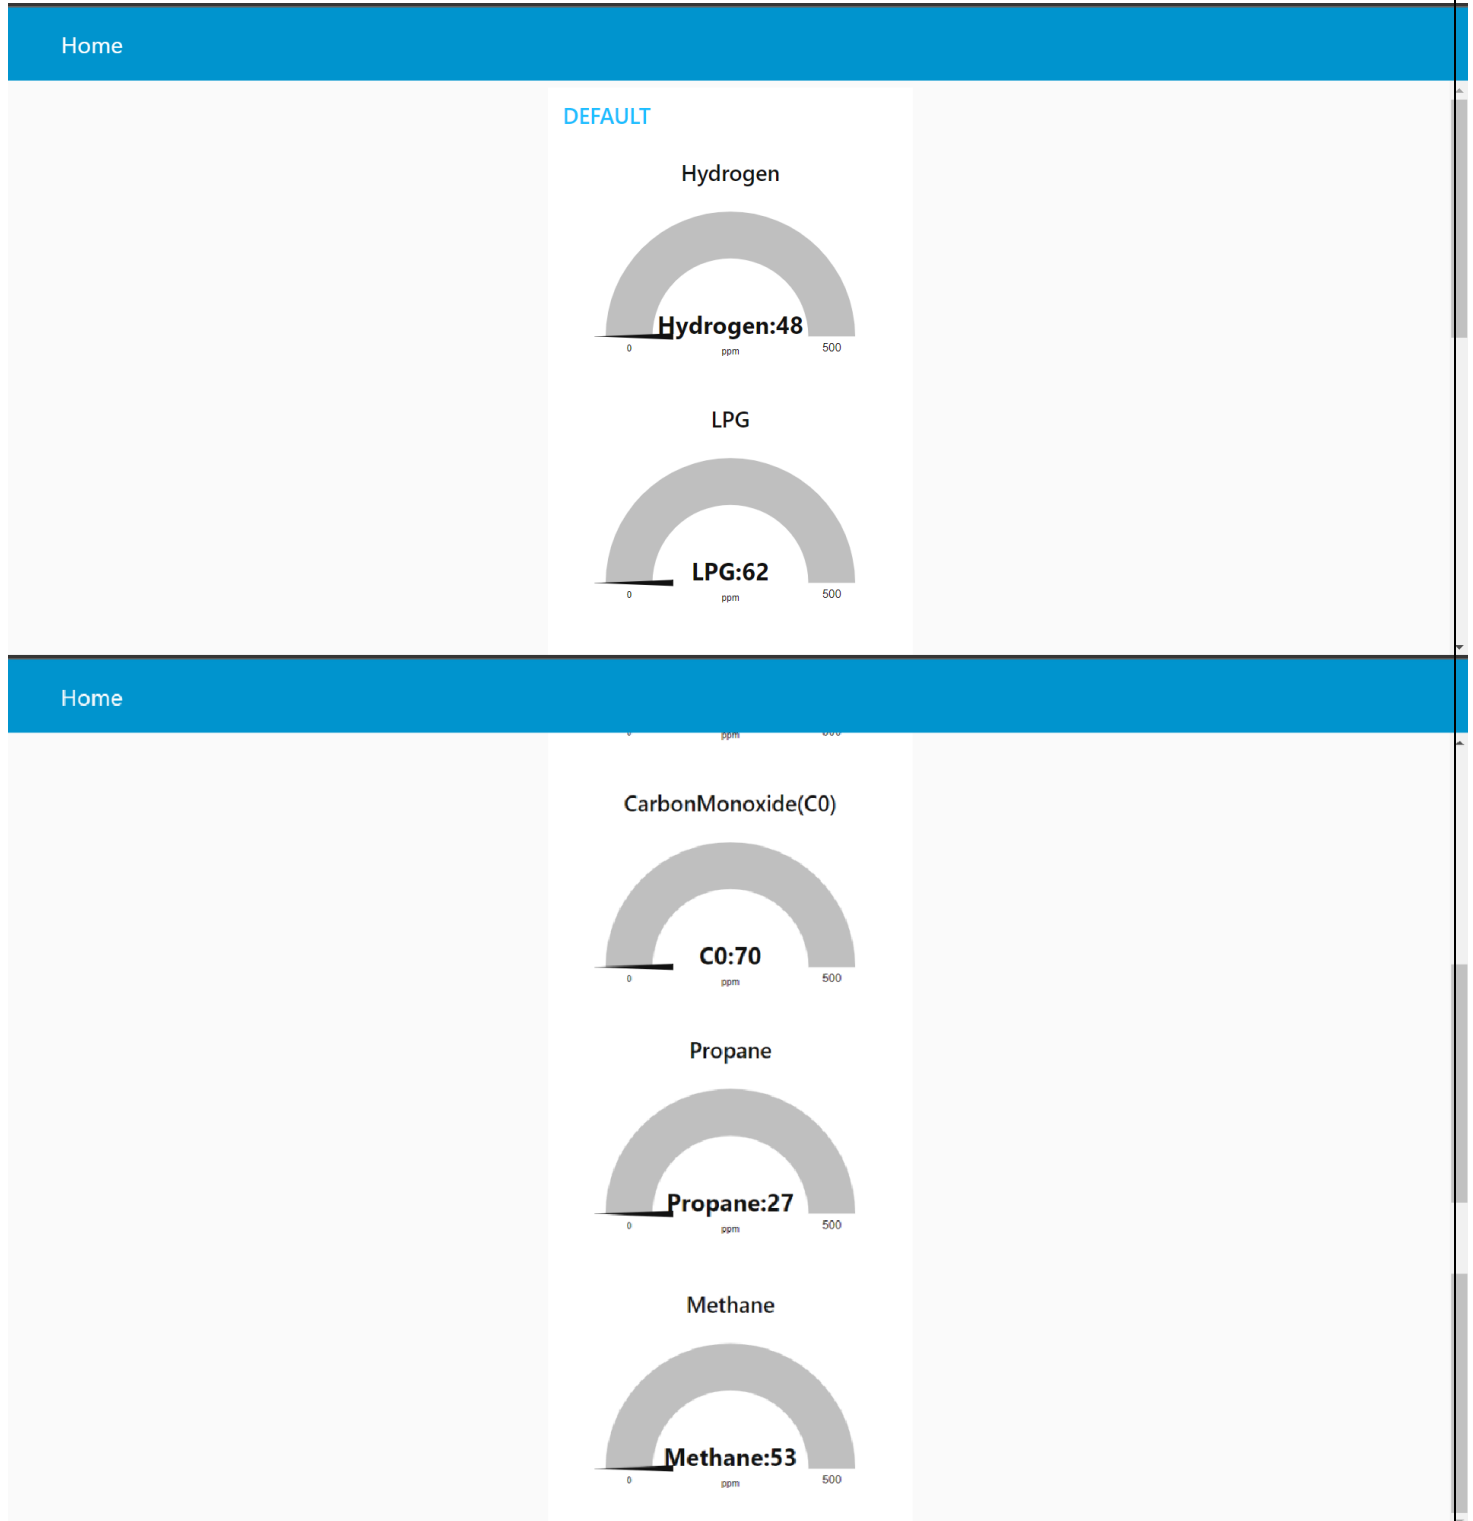 Home
DEFAULT
Hydrogen
Hydrogen:48
0 ppm 500
LPG
LPG:62
0 ppm 500
Home
ppm
CarbonMonoxide(C0)
C0:70
0 ppm 500
Propane
Propane:27
0 ppm 500
Methane
Methane:53
0 ppm 500